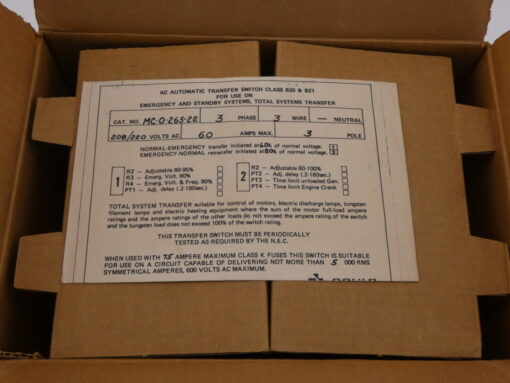 AC AUTOMATIC TRANSFER SWITCH CLASS 820 & 821
FOR USE ON
EMERGENCY AND STANDBY SYSTEMS, TOTAL SYSTEMS TRANSFER
CAT. NO. MC-O-265-22 3 PHASE 3 WIRE — NEUTRAL
208/220 VOLTS AC 60 AMPS MAX. 3 POLE
NORMAL EMERGENCY transfer initiated at 60% of normal voltage.
EMERGENCY-NORMAL retransfer initiated at 80% of normal voltage.
1 R2 – Adjustable 80-95%
R3 – Emerg. Volt. 90%
R4 – Emerg. Volt. & Freq. 90%
PT1 – Adj. delay (.2-180sec.)
2 R2 – Adjustable 80-100%
PT2 – Adj. delay (.2-180sec.)
PT3 – Time limit unloaded Gen.
PT4 – Time limit Engine Crank
TOTAL SYSTEM TRANSFER suitable for control of motors, Electric discharge lamps, tungsten
filament lamps and electric heating equipment where the sum of the motor full-load ampere
ratings and the ampere ratings of the other loads do not exceed the ampere rating of the switch
and the tungsten load does not exceed 100% of the switch rating.
THIS TRANSFER SWITCH MUST BE PERIODICALLY
TESTED AS REQUIRED BY THE N.E.C.
WHEN USED WITH 75 AMPERE MAXIMUM CLASS K FUSES THIS SWITCH IS SUITABLE
FOR USE ON A CIRCUIT CAPABLE OF DELIVERING NOT MORE THAN 5 000 RMS
SYMMETRICAL AMPERES, 600 VOLTS AC MAXIMUM.